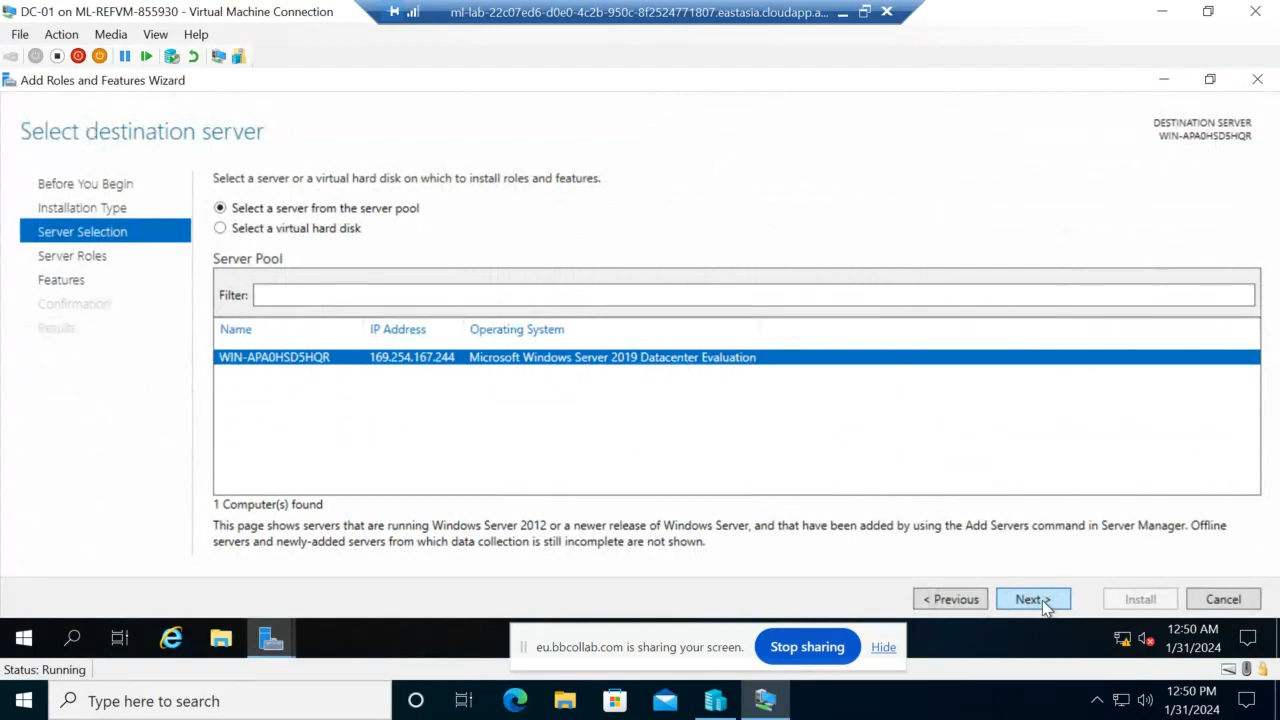 DC-01 on ML-REFVM-855930 - Virtual Machine Connection
ml-lab-22c07ed6-d0e0-4c2b-950c-8f2524771807.eastasia.cloudapp.a...
File Action Media View Help
Add Roles and Features Wizard
Select destination server
DESTINATION SERVER
WIN-APA0HSD5HQR
Before You Begin
Installation Type
Server Selection
Server Roles
Features
Confirmation
Results
Select a server or a virtual hard disk on which to install roles and features.
Select a server from the server pool
Select a virtual hard disk
Server Pool
Filter:
Name IP Address Operating System
WIN-APA0HSD5HQR 169.254.167.244 Microsoft Windows Server 2019 Datacenter Evaluation
1 Computer(s) found
This page shows servers that are running Windows Server 2012 or a newer release of Windows Server, and that have been added by using the Add Servers command in Server Manager. Offline
servers and newly-added servers from which data collection is still incomplete are not shown.
< Previous Next > Install Cancel
eu.bbcollab.com is sharing your screen. Stop sharing Hide
12:50 AM
1/31/2024
Status: Running
Type here to search
12:50 PM
1/31/2024